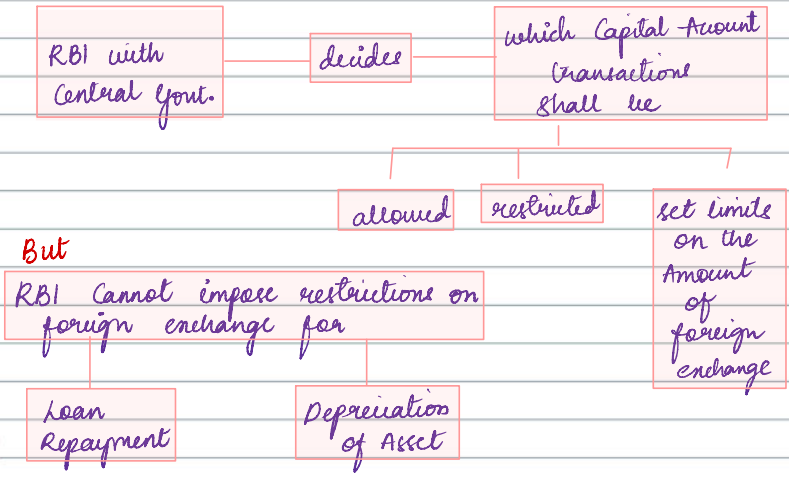 RBI with
Central Govt.
decides
which Capital Account
transactions
shall be
allowed
restricted
set limits
on the
Amount
of
foreign
exchange
But
RBI Cannot impose restrictions on
foreign exchange for
Loan
Repayment
Depreciation
of Asset